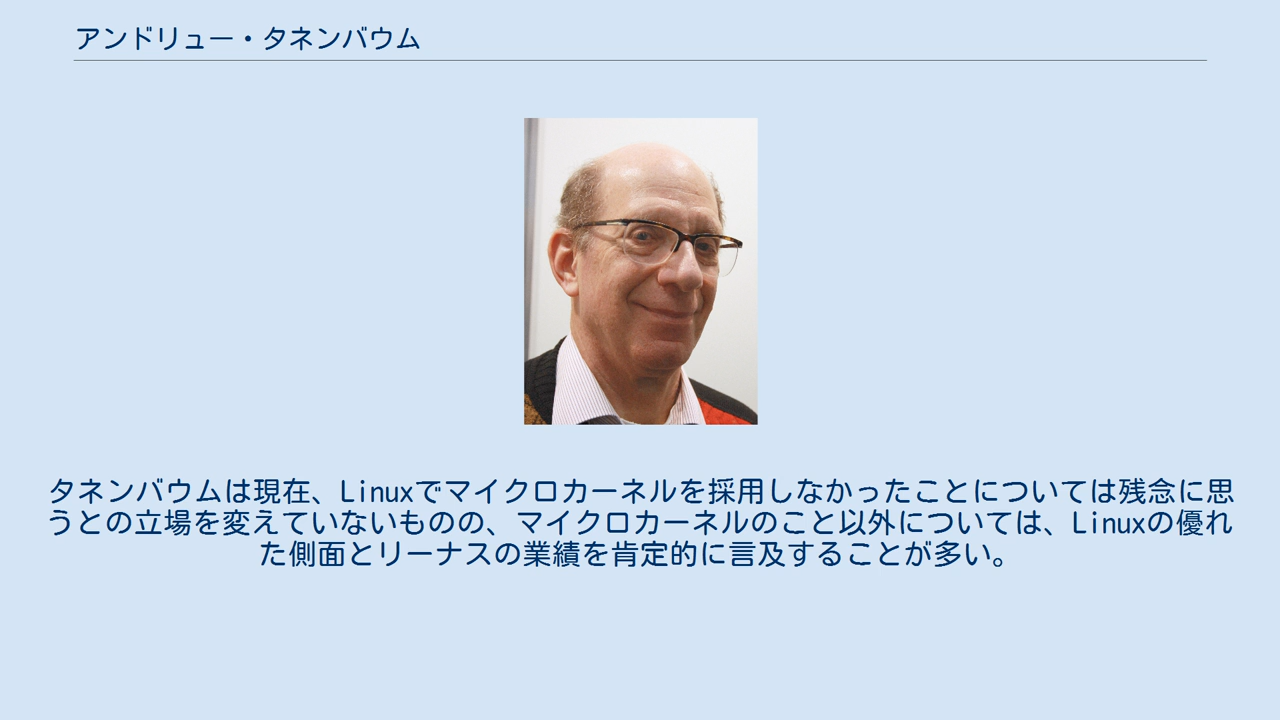 アンドリュー・タネンバウム
タネンバウムは現在、Linuxでマイクロカーネルを採用しなかったことについては残念に思
うとの立場を変えていないものの、マイクロカーネルのこと以外については、Linuxの優れ
た側面とリーナスの業績を肯定的に言及することが多い。